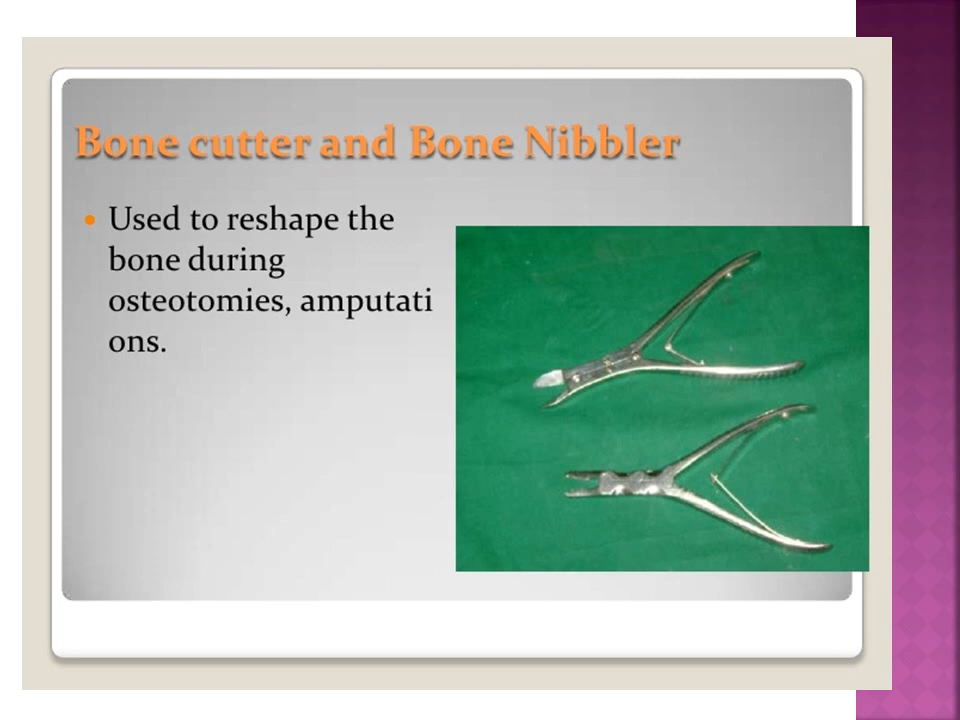 Bone cutter and Bone Nibbler
Used to reshape the
bone during
osteotomies, amputati
ons.